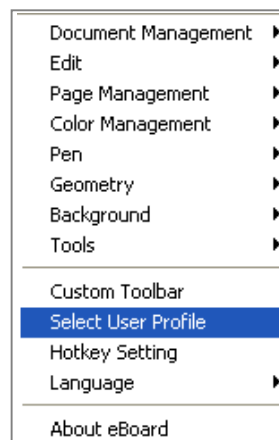 Document Management
Edit
Page Management
Color Management
Pen
Geometry
Background
Tools
Custom Toolbar
Select User Profile
Hotkey Setting
Language
About eBoard